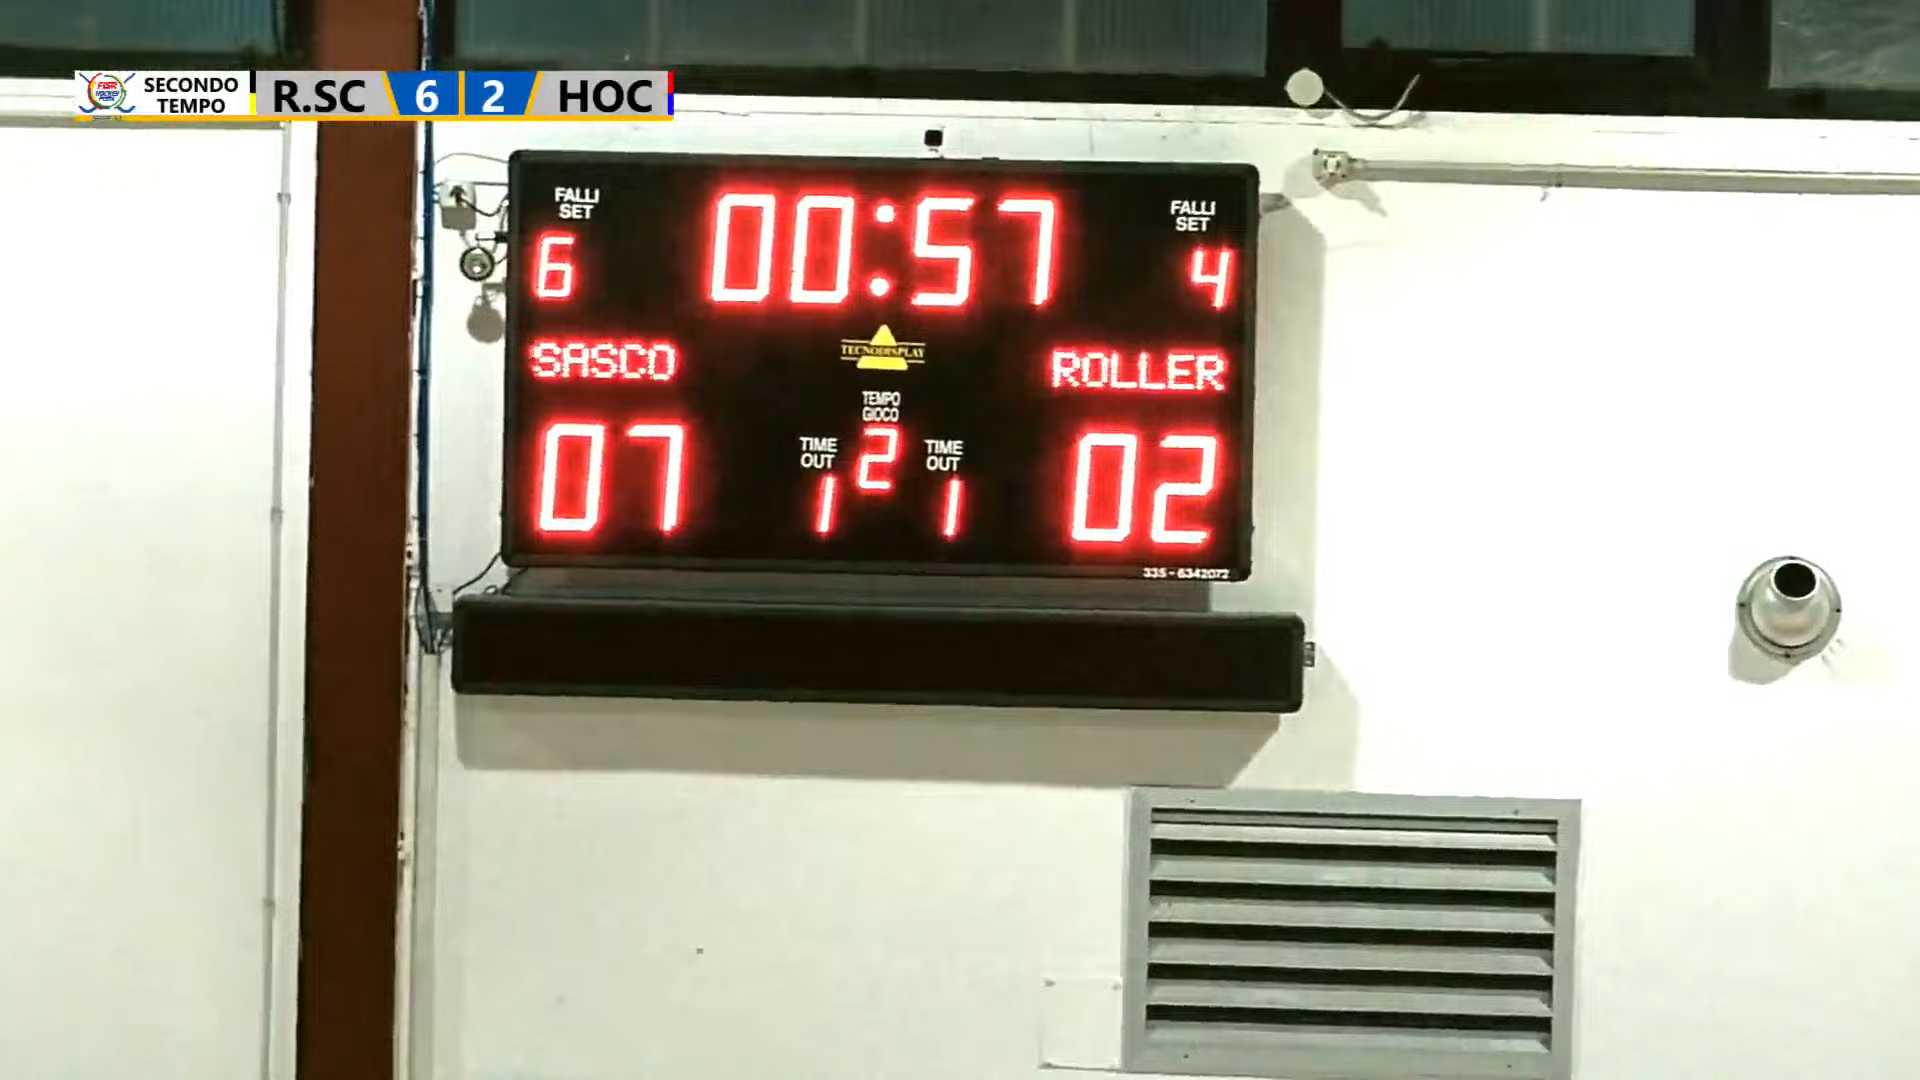 SECONDO
TEMPO
R.SC 6 2 HOC
FALLI
SET
6
00:57
FALLI
SET
4
SASCO
TECNODISPLAY
ROLLER
TEMPO
GIOCO
2
07
TIME
OUT
1
TIME
OUT
1
02
335 - 6342072